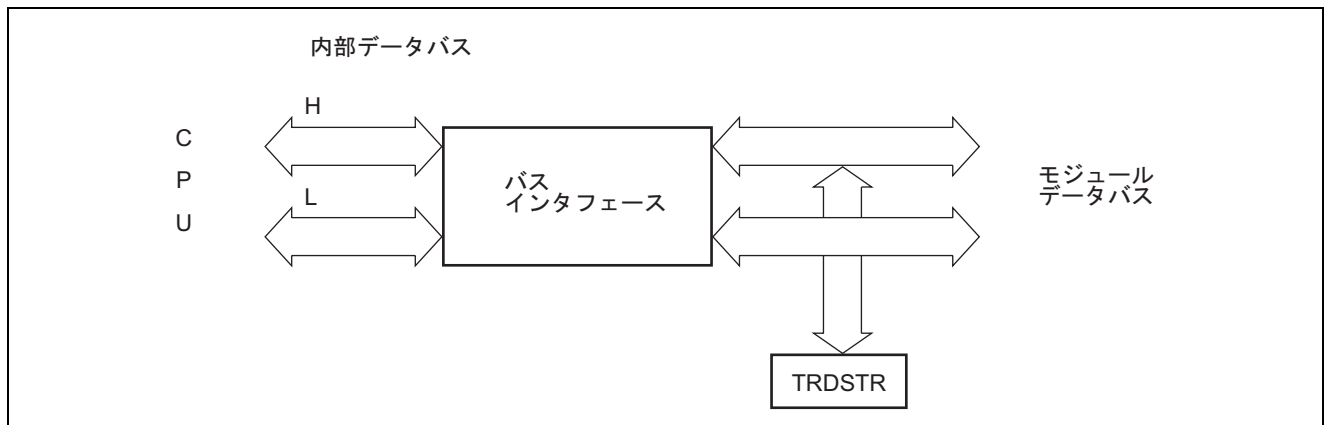 内部データバス
H
C
P
U
L
バス
インタフェース
モジュール
データバス
TRDSTR